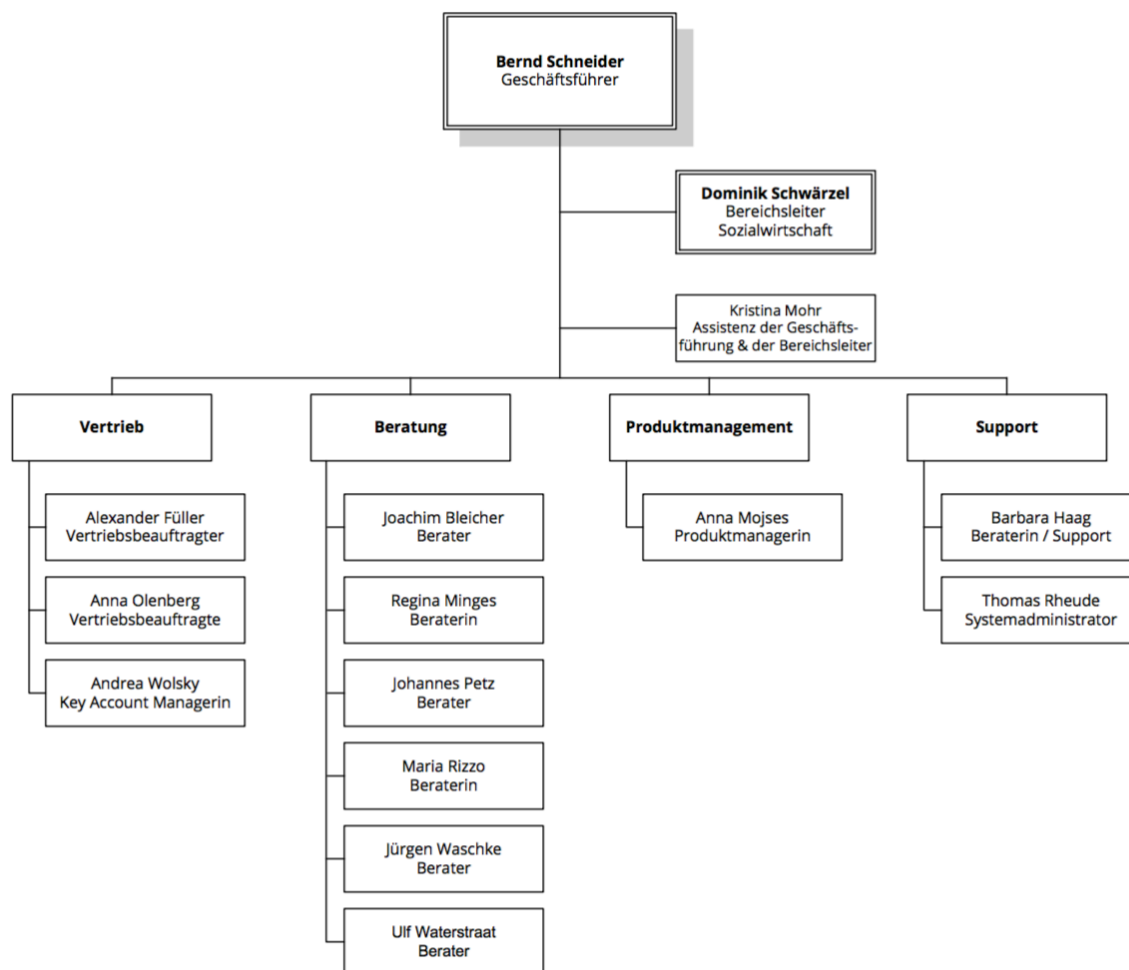 Bernd Schneider
Geschäftsführer
Dominik Schwärzel
Bereichsleiter
Sozialwirtschaft
Kristina Mohr
Assistenz der Geschäfts-
führung & der Bereichsleiter
Vertrieb
Alexander Füller
Vertriebsbeauftragter
Anna Olenberg
Vertriebsbeauftragte
Andrea Wolsky
Key Account Managerin
Beratung
Joachim Bleicher
Berater
Regina Minges
Beraterin
Johannes Petz
Berater
Maria Rizzo
Beraterin
Jürgen Waschke
Berater
Ulf Waterstraat
Berater
Produktmanagement
Anna Mojses
Produktmanagerin
Support
Barbara Haag
Beraterin / Support
Thomas Rheude
Systemadministrator